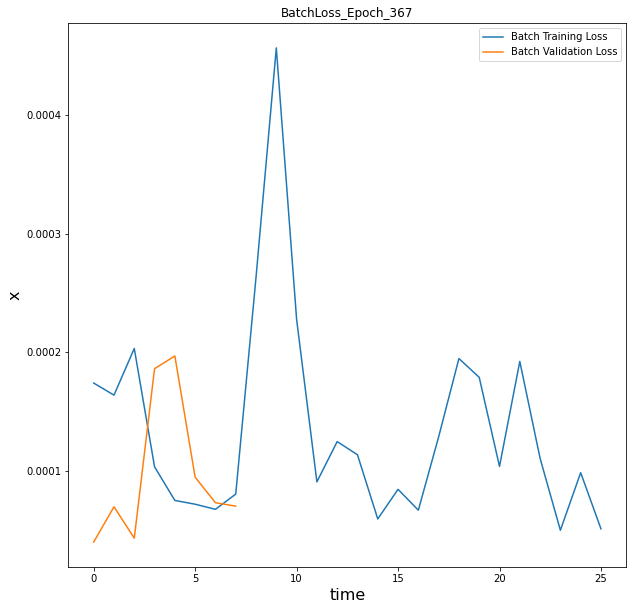 BatchLoss_Epoch_367
Batch Training Loss
Batch Validation Loss
0.0004
0.0003
0.0002
0.0001
x
0 5 10 15 20 25
time